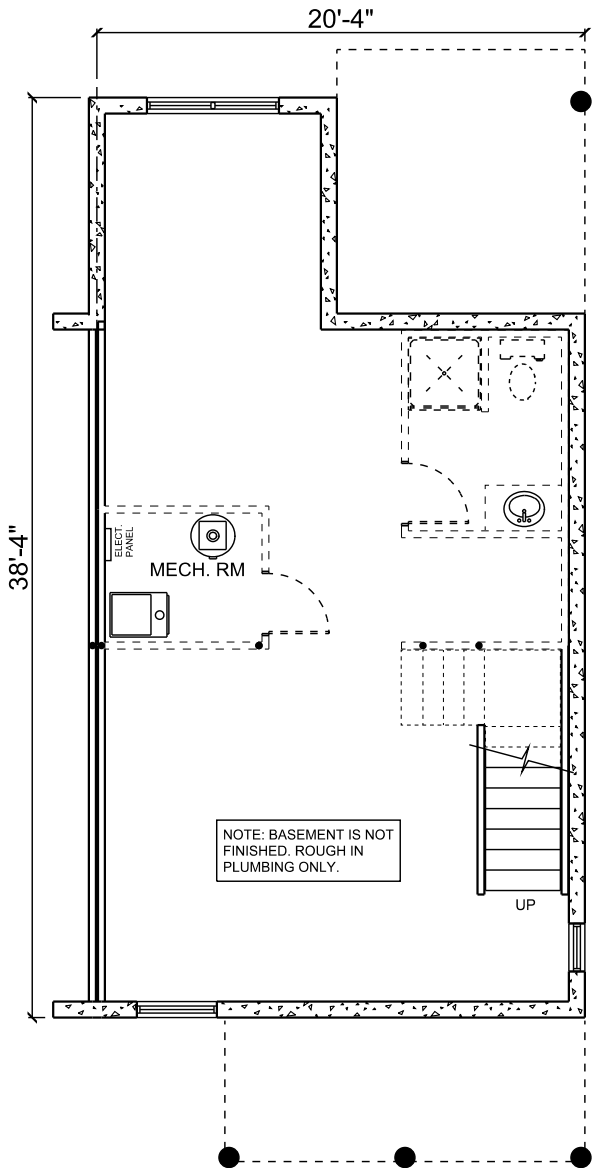 20'-4"
38'-4"
ELECT.
PANEL
MECH. RM
NOTE: BASEMENT IS NOT
FINISHED. ROUGH IN
PLUMBING ONLY.
UP